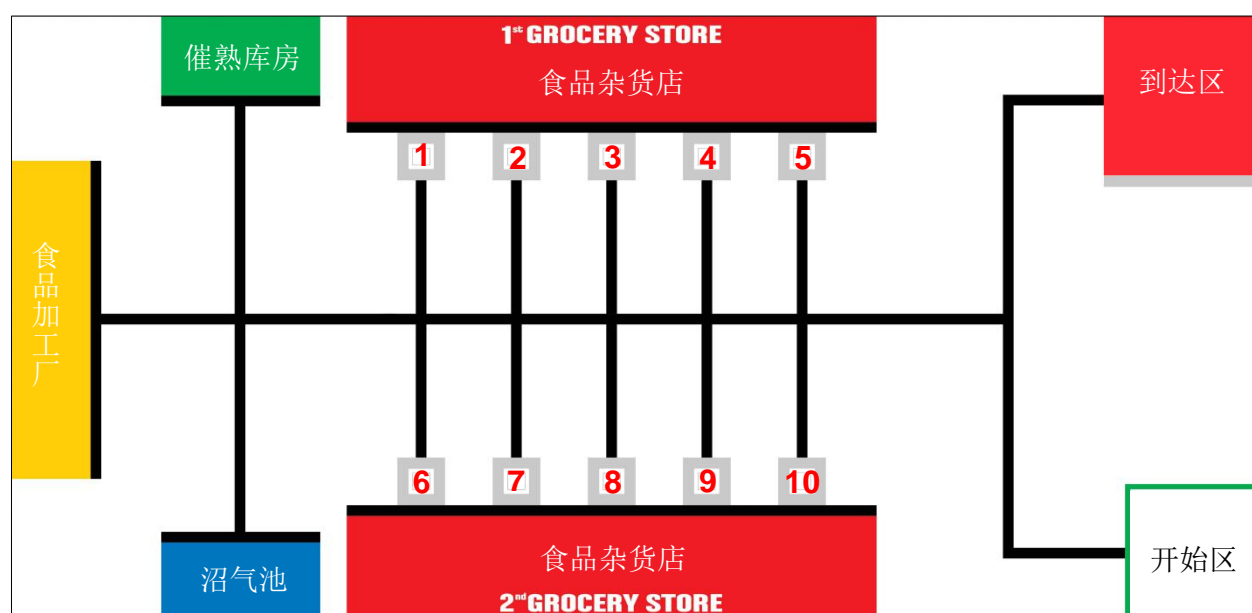 催熟库房
1st GROCERY STORE
食品杂货店
到达区
1
2
3
4
5
食品加工厂
6
7
8
9
10
沼气池
食品杂货店
2nd GROCERY STORE
开始区